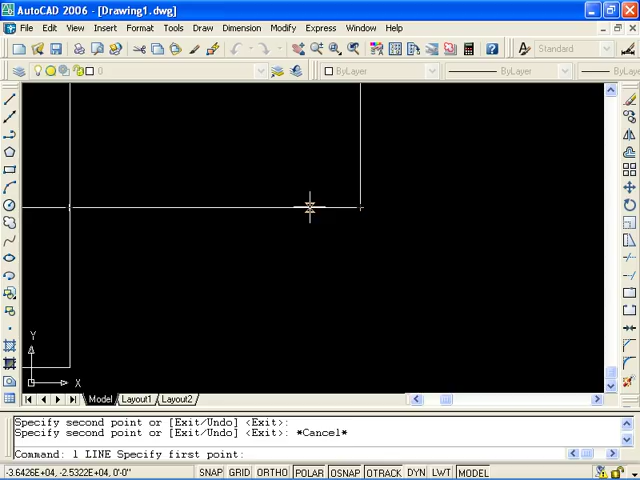 AutoCAD 2006 - [Drawing1.dwg]
File Edit View Insert Format Tools Draw Dimension Modify Express Window Help
Standard
0 ByLayer ByLayer ByLaye
Y
X
Model Layout1 Layout2
Specify second point or [Exit/Undo] <Exit>:
Specify second point or [Exit/Undo] <Exit>: *Cancel*
Command: l LINE Specify first point:
-3.6426E+04, -2.5322E+04, 0'-0" SNAP GRID ORTHO POLAR OSNAP OTRACK DYN LWT MODEL